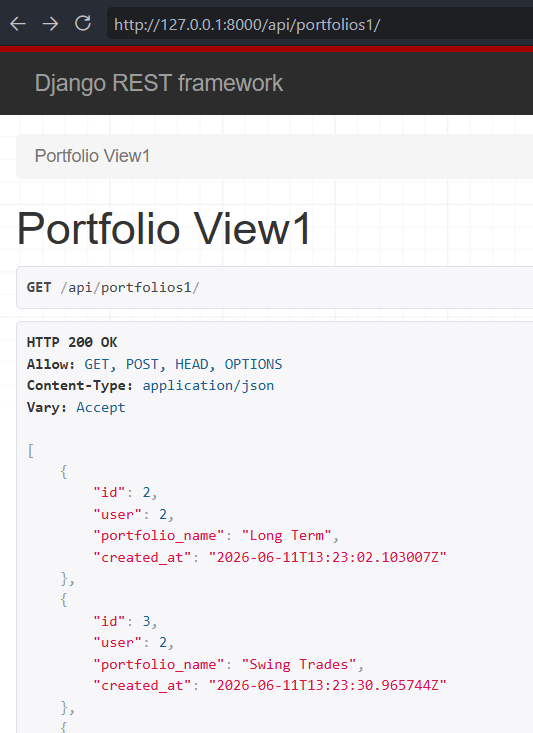 http://127.0.0.1:8000/api/portfolios1/
Django REST framework
Portfolio View1
Portfolio View1
GET /api/portfolios1/
HTTP 200 OK
Allow: GET, POST, HEAD, OPTIONS
Content-Type: application/json
Vary: Accept
[
    {
        "id": 2,
        "user": 2,
        "portfolio_name": "Long Term",
        "created_at": "2026-06-11T13:23:02.103007Z"
    },
    {
        "id": 3,
        "user": 2,
        "portfolio_name": "Swing Trades",
        "created_at": "2026-06-11T13:23:30.965744Z"
    },
    {